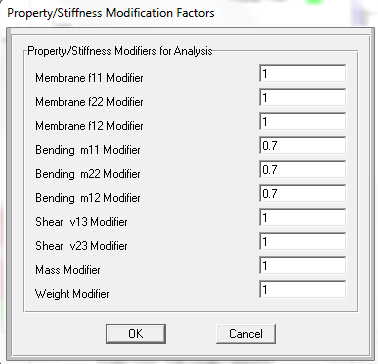 Property/Stiffness Modification Factors
Property/Stiffness Modifiers for Analysis
Membrane f11 Modifier 1
Membrane f22 Modifier 1
Membrane f12 Modifier 1
Bending m11 Modifier 0.7
Bending m22 Modifier 0.7
Bending m12 Modifier 0.7
Shear v13 Modifier 1
Shear v23 Modifier 1
Mass Modifier 1
Weight Modifier 1
OK Cancel